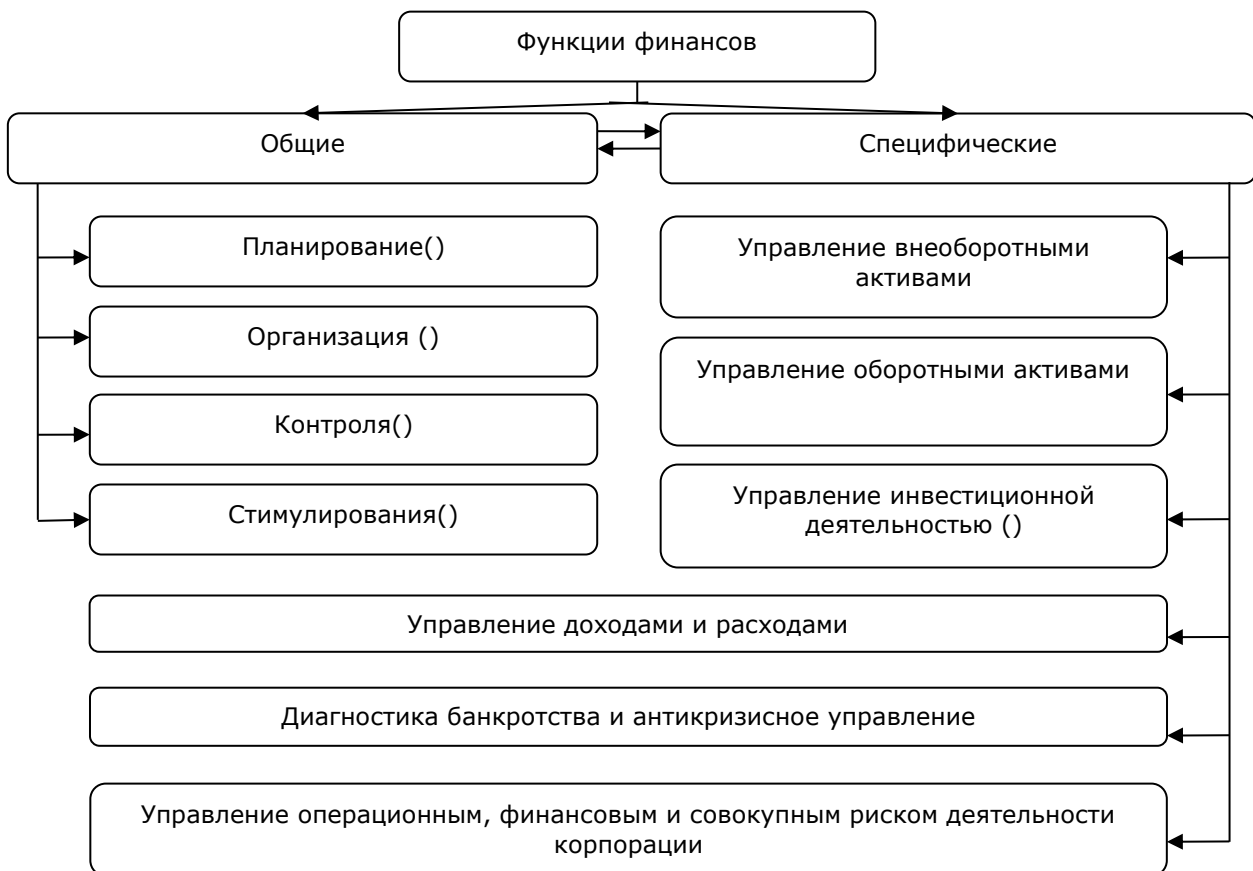 Функции финансов
Общие
Специфические
Планирование()
Организация ()
Контроля()
Стимулирования()
Управление внеоборотными
активами
Управление оборотными активами
Управление инвестиционной
деятельностью ()
Управление доходами и расходами
Диагностика банкротства и антикризисное управление
Управление операционным, финансовым и совокупным риском деятельности
корпорации